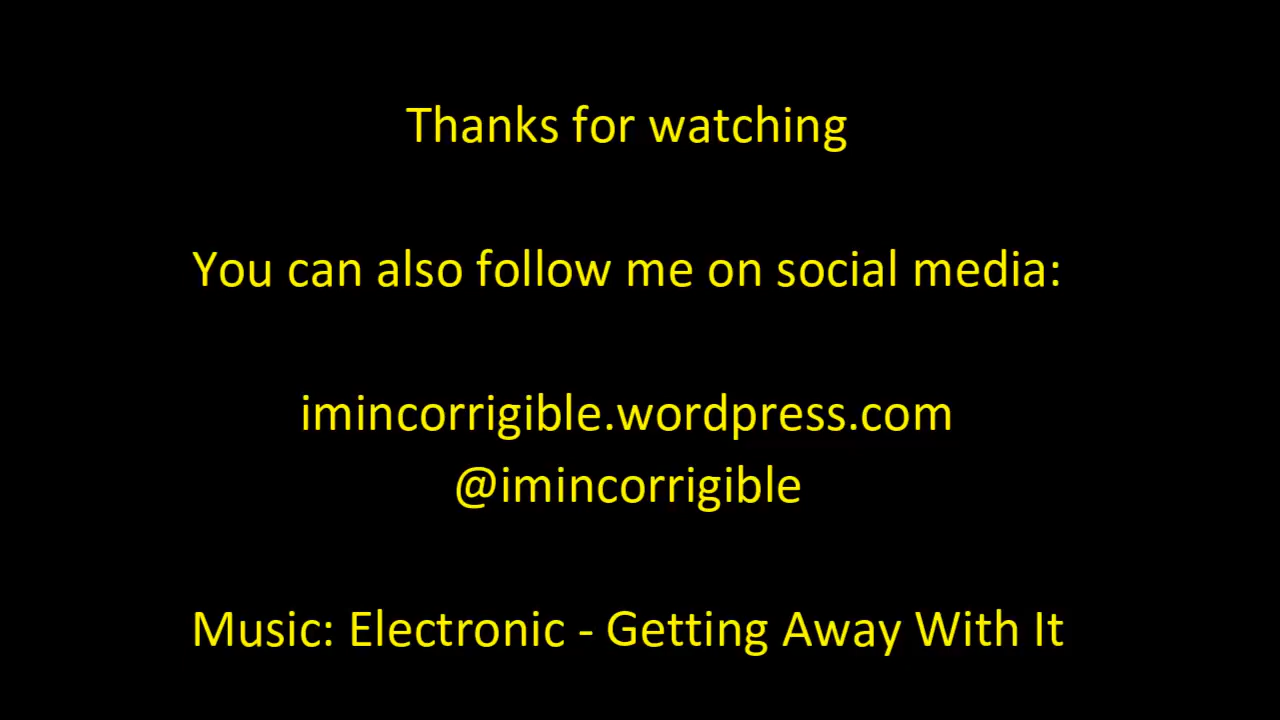 Thanks for watching
You can also follow me on social media:
imincorrigible.wordpress.com
@imincorrigible
Music: Electronic - Getting Away With It